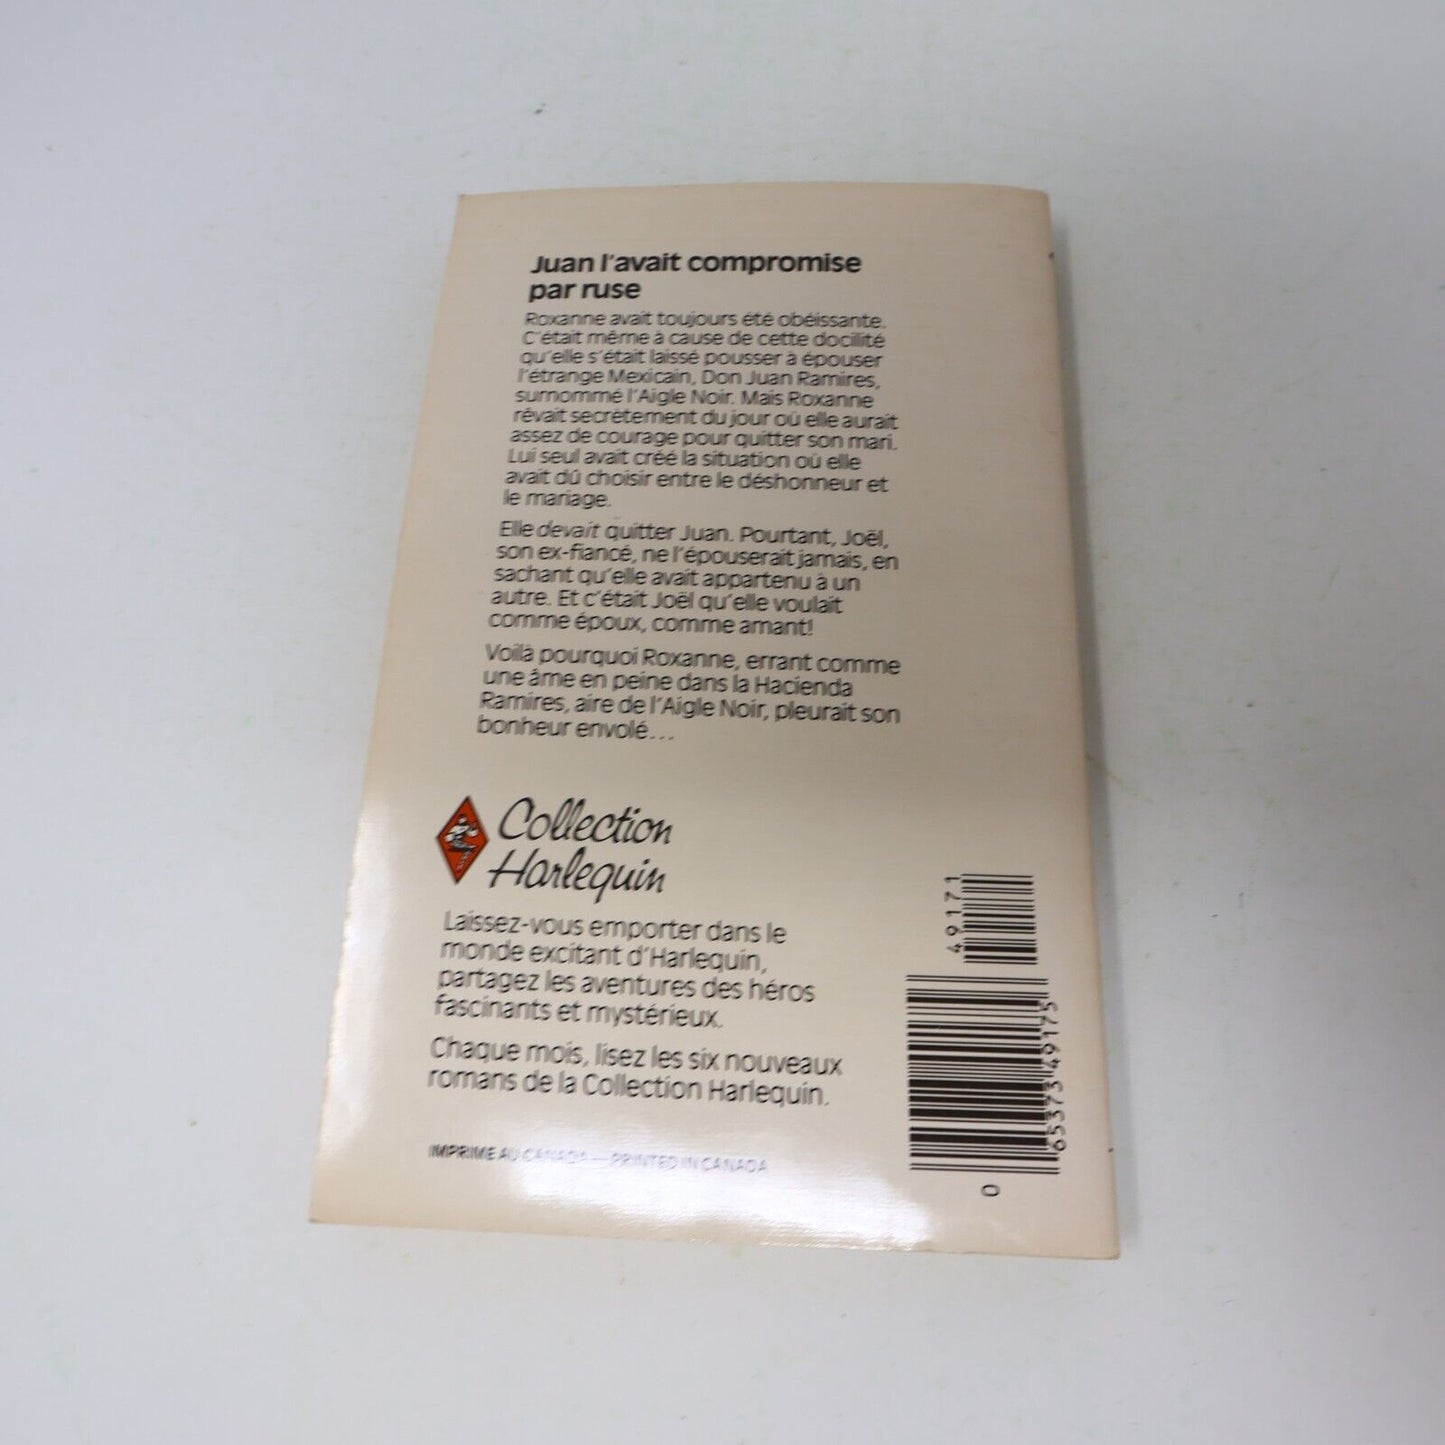 Juan l'avait compromise
par ruse
Roxanne avait toujours été obéissante.
C'était même à cause de cette docilité
qu'elle s'était laissé pousser à épouser
l'étrange Mexicain, Don Juan Ramires,
surnommé l'Aigle Noir. Mais Roxanne
rêvait secrètement du jour où elle aurait
assez de courage pour quitter son mari.
Lui seul avait créé la situation où elle
avait dû choisir entre le déshonneur et
le mariage.
Elle devait quitter Juan. Pourtant, Joël,
son ex-fiancé, ne l'épouserait jamais, en
sachant qu'elle avait appartenu à un
autre. Et c'était Joël qu'elle voulait
comme époux, comme amant!
Voilà pourquoi Roxanne, errant comme
une âme en peine dans la Hacienda
Ramires, aire de l'Aigle Noir, pleurait son
bonheur envolé...
Collection
Harlequin
Laissez-vous emporter dans le
monde excitant d'Harlequin,
partagez les aventures des héros
fascinants et mystérieux.
Chaque mois, lisez les six nouveaux
romans de la Collection Harlequin.
IMPRIME AU CANADA — PRINTED IN CANADA
49171
65373 49175
0